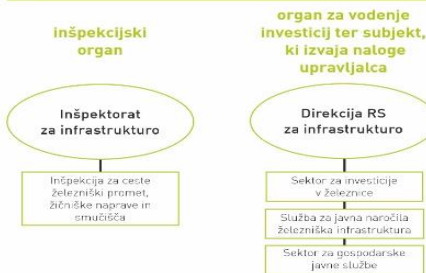 inšpekcijski
organ
Inšpektorat
za infrastrukturo
Inšpekcija za ceste
železniški promet,
žičniške naprave in
smučišča
organ za vodenje
investicij ter subjekt,
ki izvaja naloge
upravljalca
Direkcija RS
za infrastrukturo
Sektor za investicije
v železnice
Služba za javna naročila
železniška infrastruktura
Sektor za gospodarske
javne službe